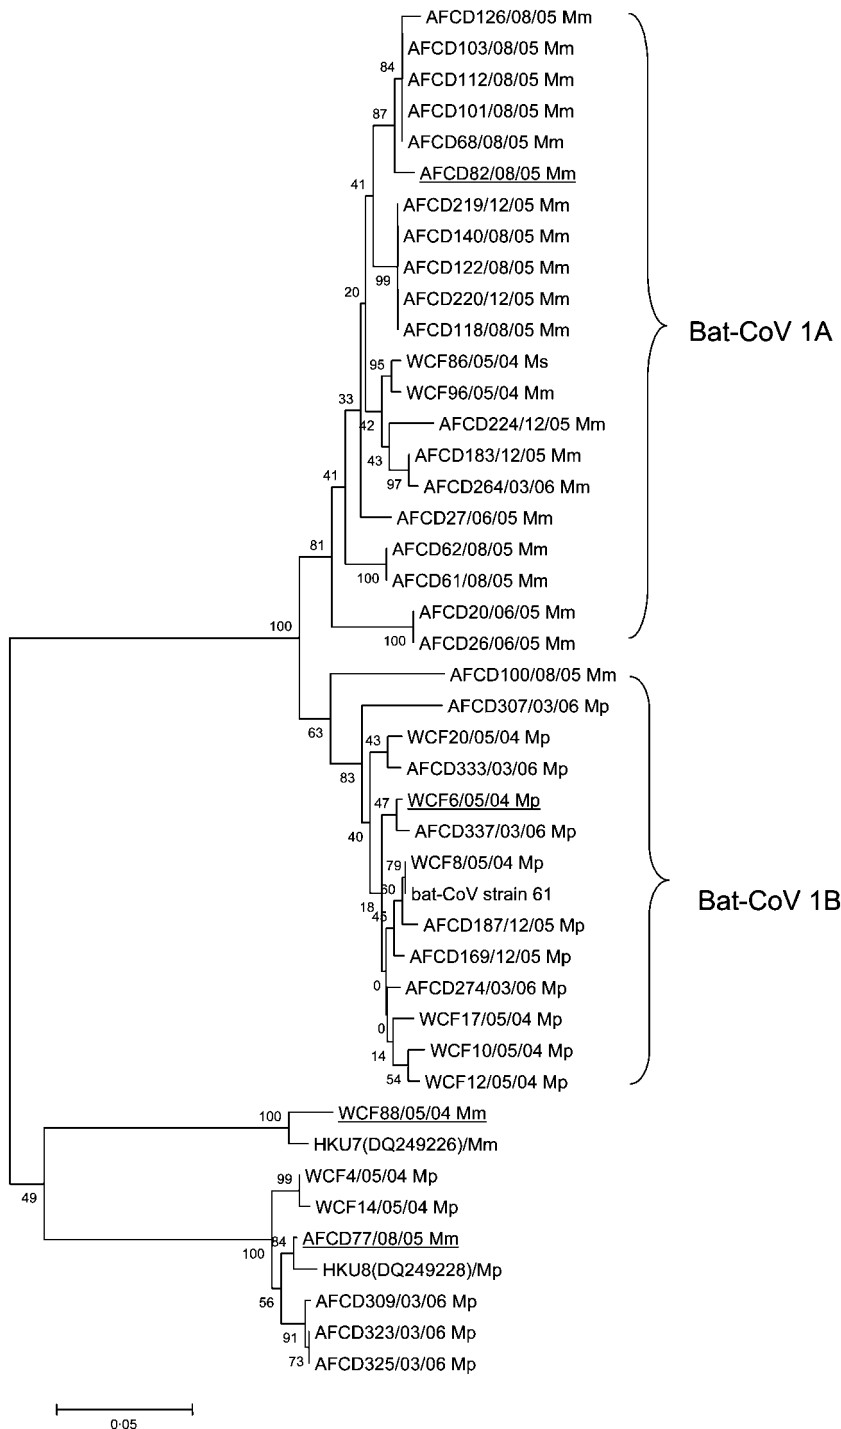 AFCD126/08/05 Mm
84
AFCD103/08/05 Mm
AFCD112/08/05 Mm
87
AFCD101/08/05 Mm
AFCD68/08/05 Mm
AFCD82/08/05 Mm
41
AFCD219/12/05 Mm
AFCD140/08/05 Mm
AFCD122/08/05 Mm
99
20
AFCD220/12/05 Mm
AFCD118/08/05 Mm
Bat-CoV 1A
95
WCF86/05/04 Ms
WCF96/05/04 Mm
33
42
AFCD224/12/05 Mm
43
AFCD183/12/05 Mm
41
97
AFCD264/03/06 Mm
AFCD27/06/05 Mm
81
AFCD62/08/05 Mm
100
AFCD61/08/05 Mm
AFCD20/06/05 Mm
100
100
AFCD26/06/05 Mm
AFCD100/08/05 Mm
AFCD307/03/06 Mp
63
43
WCF20/05/04 Mp
83
AFCD333/03/06 Mp
47
WCF6/05/04 Mp
40
AFCD337/03/06 Mp
79
WCF8/05/04 Mp
60
bat-CoV strain 61
18
45
Bat-CoV 1B
AFCD187/12/05 Mp
AFCD169/12/05 Mp
0
AFCD274/03/06 Mp
0
WCF17/05/04 Mp
14
WCF10/05/04 Mp
54
WCF12/05/04 Mp
100
WCF88/05/04 Mm
HKU7(DQ249226)/Mm
99
WCF4/05/04 Mp
49
WCF14/05/04 Mp
84
AFCD77/08/05 Mm
100
HKU8(DQ249228)/Mp
56
AFCD309/03/06 Mp
91
AFCD323/03/06 Mp
73
AFCD325/03/06 Mp
0·05